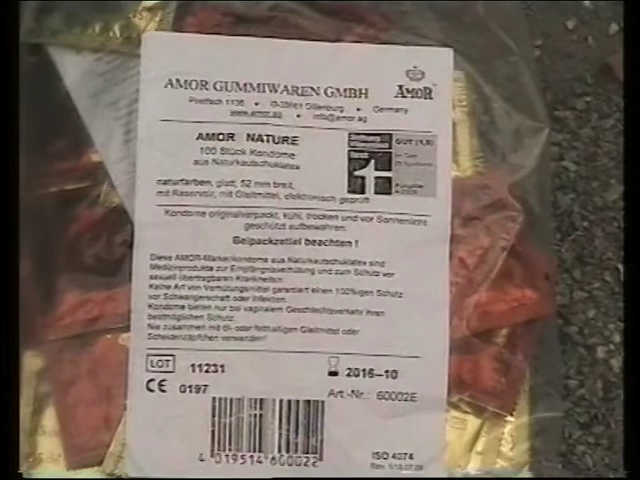 AMOR GUMMIWAREN GMBH
AMOR
Postfach 1136 • D-35661 Dillenburg • Germany
www.amor.ag • info@amor.ag
AMOR NATURE
100 Stück Kondome
aus Naturkautschuklatex
GUT (1,9)
naturfarben, glatt, 52 mm breit,
mit Reservoir, mit Gleitmittel, elektronisch geprüft
Kondome originalverpackt, kühl, trocken und vor Sonnenlicht
geschützt aufbewahren.
Beipackzettel beachten !
Diese AMOR-Markenkondome aus Naturkautschuklatex sind
Medizinprodukte zur Empfängnisverhütung und zum Schutz vor
sexuell übertragbaren Krankheiten.
Keine Art von Verhütungsmittel garantiert einen 100%igen Schutz
vor Schwangerschaft oder Infektion.
Kondome bieten nur bei vaginalem Geschlechtsverkehr ihren
bestmöglichen Schutz.
Nie zusammen mit öl- oder fetthaltigen Gleitmittel oder
Scheidenzäpfchen verwenden!
LOT 11231
2016-10
CE 0197
Art.-Nr.: 60002E
4 019514 600022
ISO 4074